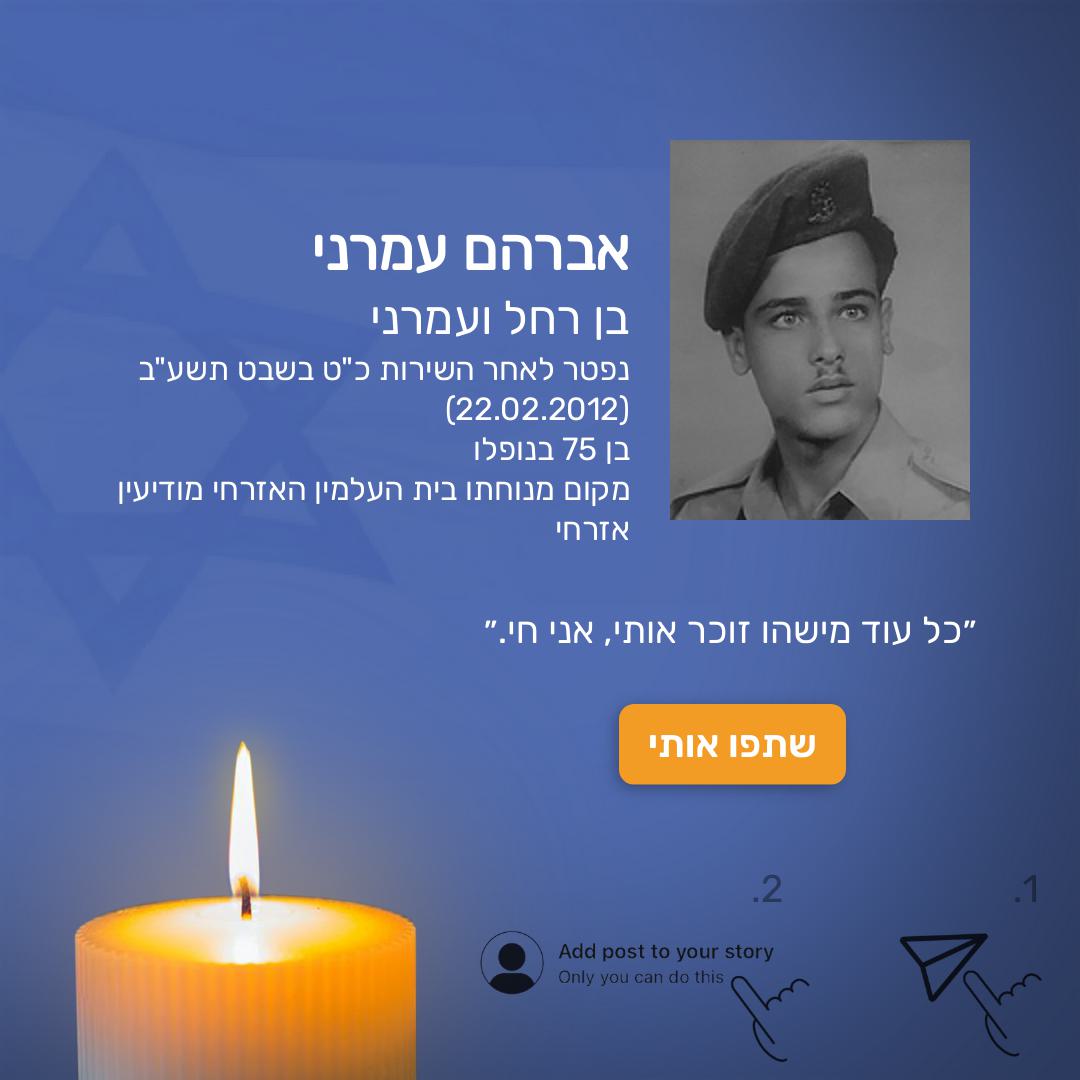 אברהם עמרני
בן רחל ועמרני
נפטר לאחר השירות כ"ט בשבט תשע"ב
(22.02.2012)
בן 75 בנופלו
מקום מנוחתו בית העלמין האזרחי מודיעין
אזרחי
״כל עוד מישהו זוכר אותי, אני חי.״
שתפו אותי
1.
2.
Add post to your story
Only you can do this